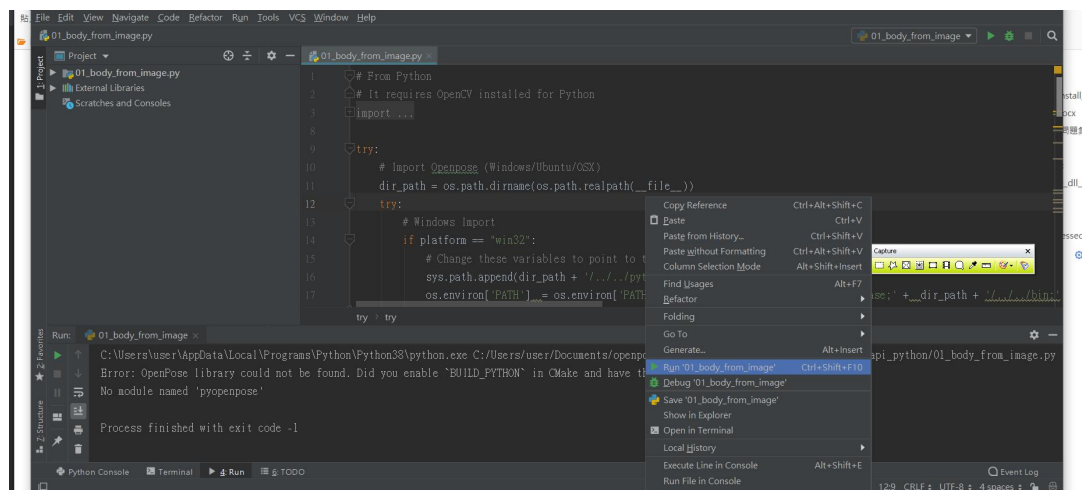 File Edit View Navigate Code Refactor Run Tools VCS Window Help
01_body_from_image.py
01_body_from_image
Project
01_body_from_image.py
External Libraries
Scratches and Consoles
1: Project
01_body_from_image.py
1 # From Python
2 # It requires OpenCV installed for Python
3 import ...
8
9 try:
10 # Import Openpose (Windows/Ubuntu/OSX)
11 dir_path = os.path.dirname(os.path.realpath(__file__))
12 try:
13 # Windows Import
14 if platform == "win32":
15 # Change these variables to point to
16 sys.path.append(dir_path + '/../../
17 os.environ['PATH'] = os.environ['PATH
;' + dir_path + '/../../bin;'
try › try
Copy Reference Ctrl+Alt+Shift+C
Paste Ctrl+V
Paste from History... Ctrl+Shift+V
Paste without Formatting Ctrl+Alt+Shift+V
Column Selection Mode Alt+Shift+Insert
Find Usages Alt+F7
Refactor
Folding
Go To
Generate... Alt+Insert
Run '01_body_from_image' Ctrl+Shift+F10
Debug '01_body_from_image'
Save '01_body_from_image'
Show in Explorer
Open in Terminal
Local History
Execute Line in Console Alt+Shift+E
Run File in Console
Capture
Run: 01_body_from_image
C:\Users\user\AppData\Local\Programs\Python\Python38\python.exe C:/Users/user/Documents/openpo
api_python/01_body_from_image.py
Error: OpenPose library could not be found. Did you enable `BUILD_PYTHON` in CMake and have
No module named 'pyopenpose'
Process finished with exit code -1
2: Favorites
Z: Structure
Python Console Terminal 4: Run 6: TODO
Event Log
12:9 CRLF UTF-8 4 spaces